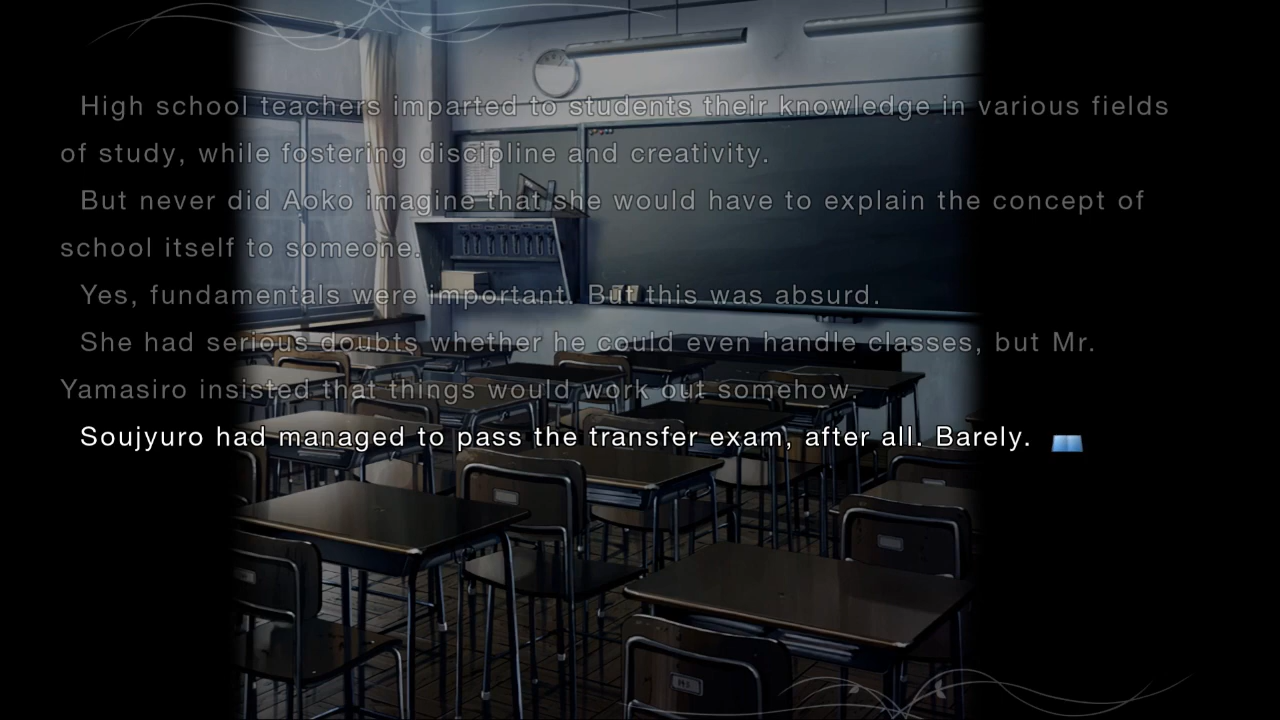 High school teachers imparted to students their knowledge in various fields
of study, while fostering discipline and creativity.
But never did Aoko imagine that she would have to explain the concept of
school itself to someone.
Yes, fundamentals were important. But this was absurd.
She had serious doubts whether he could even handle classes, but Mr.
Yamasiro insisted that things would work out somehow.
Soujyuro had managed to pass the transfer exam, after all. Barely.